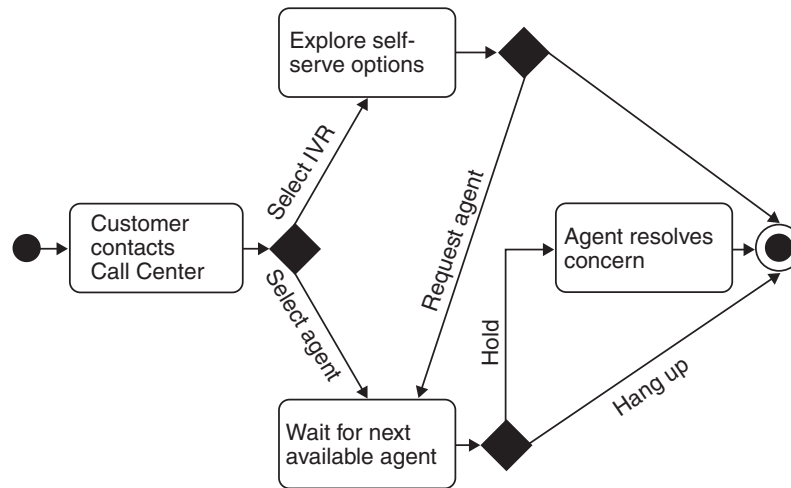 Explore self-
serve options
Select IVR
Request agent
Customer
contacts
Call Center
Agent resolves
concern
Select agent
Hold
Hang up
Wait for next
available agent